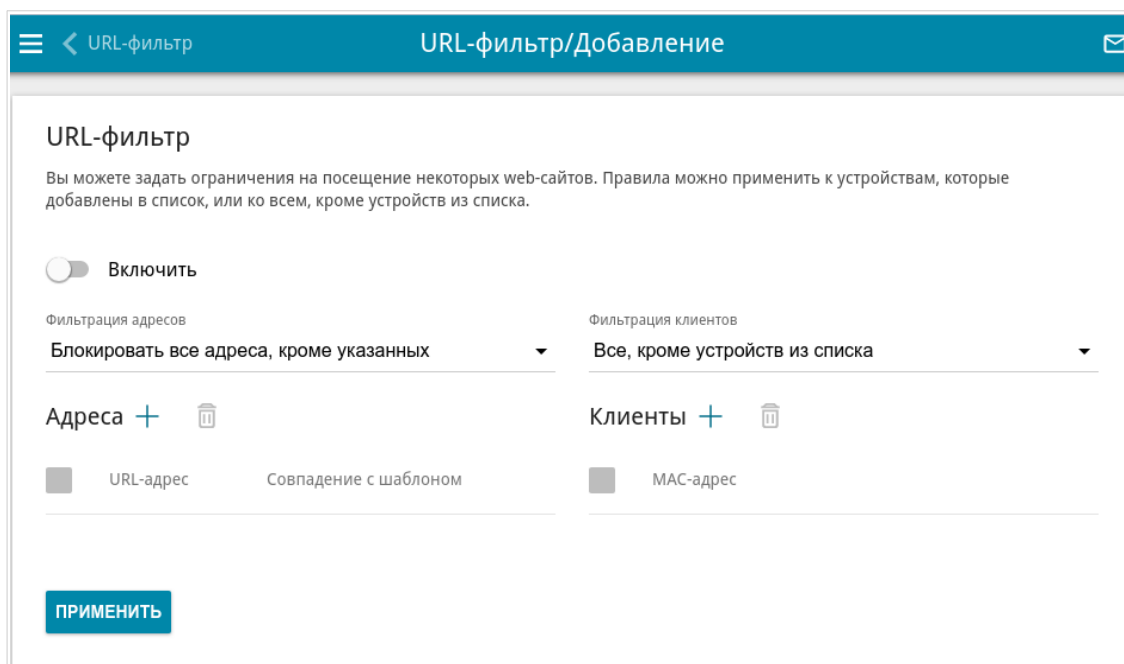 URL-фильтр
URL-фильтр/Добавление
URL-фильтр
Вы можете задать ограничения на посещение некоторых web-сайтов. Правила можно применить к устройствам, которые
добавлены в список, или ко всем, кроме устройств из списка.
Включить
Фильтрация адресов
Блокировать все адреса, кроме указанных
Фильтрация клиентов
Все, кроме устройств из списка
Адреса
URL-адрес Совпадение с шаблоном
Клиенты
MAC-адрес
ПРИМЕНИТЬ